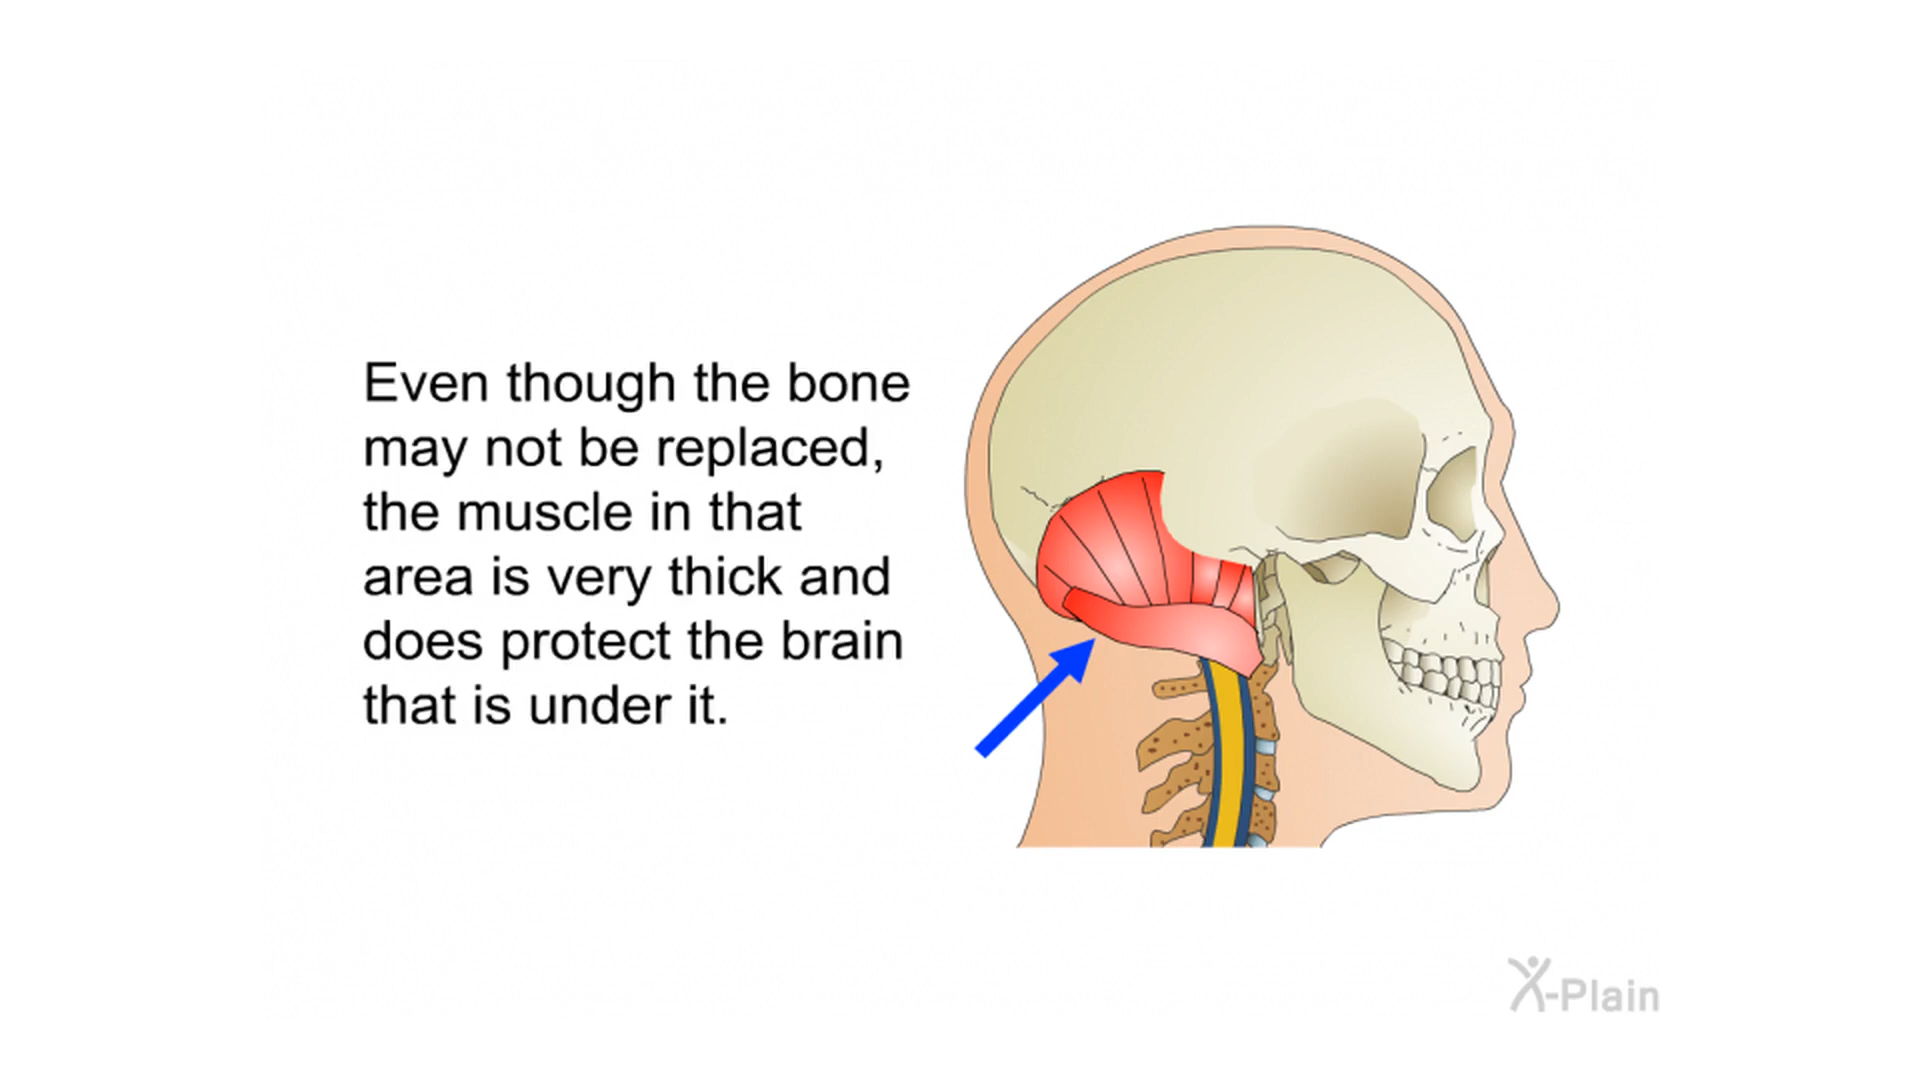 Even though the bone
may not be replaced,
the muscle in that
area is very thick and
does protect the brain
that is under it.
X-Plain